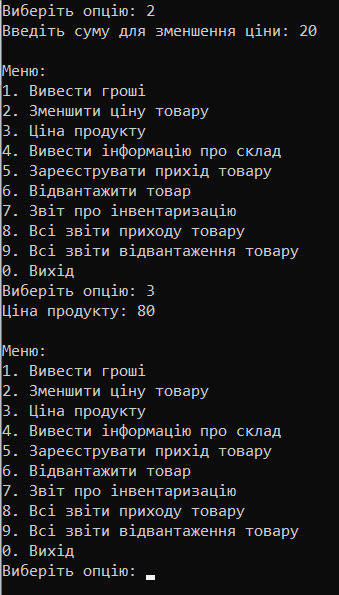 Виберіть опцію: 2
Введіть суму для зменшення ціни: 20
Меню:
1. Вивести гроші
2. Зменшити ціну товару
3. Ціна продукту
4. Вивести інформацію про склад
5. Зареєструвати прихід товару
6. Відвантажити товар
7. Звіт про інвентаризацію
8. Всі звіти приходу товару
9. Всі звіти відвантаження товару
0. Вихід
Виберіть опцію: 3
Ціна продукту: 80
Меню:
1. Вивести гроші
2. Зменшити ціну товару
3. Ціна продукту
4. Вивести інформацію про склад
5. Зареєструвати прихід товару
6. Відвантажити товар
7. Звіт про інвентаризацію
8. Всі звіти приходу товару
9. Всі звіти відвантаження товару
0. Вихід
Виберіть опцію: